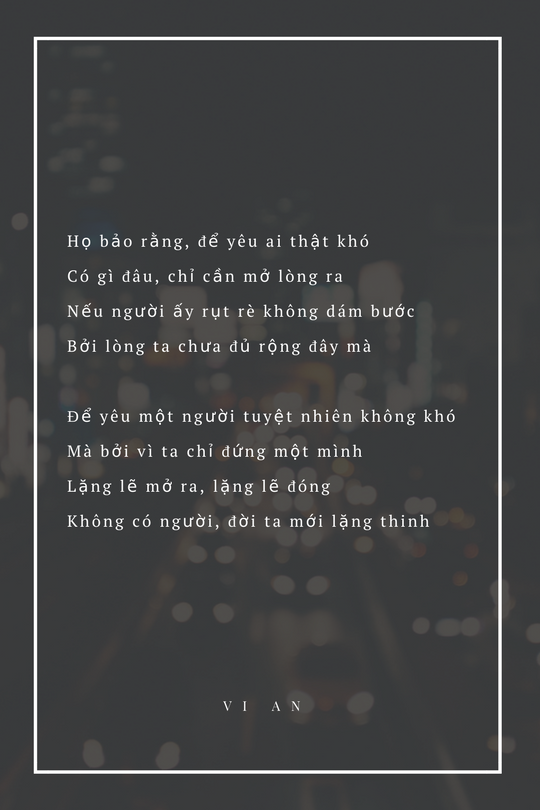 Họ bảo rằng, để yêu ai thật khó
Có gì đâu, chỉ cần mở lòng ra
Nếu người ấy rụt rè không dám bước
Bởi lòng ta chưa đủ rộng đây mà
Để yêu một người tuyệt nhiên không khó
Mà bởi vì ta chỉ đứng một mình
Lặng lẽ mở ra, lặng lẽ đóng
Không có người, đời ta mới lặng thinh
VI AN